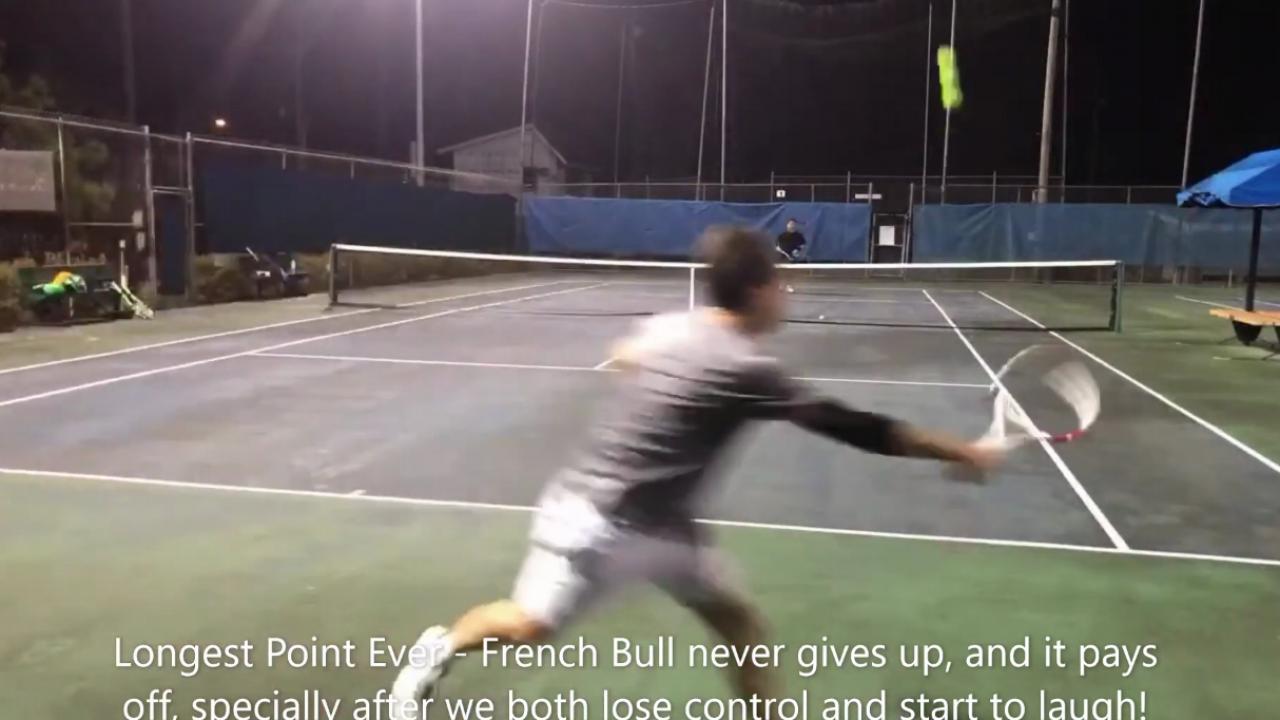 Longest Point Ever - French Bull never gives up, and it pays
off, specially after we both lose control and start to laugh!